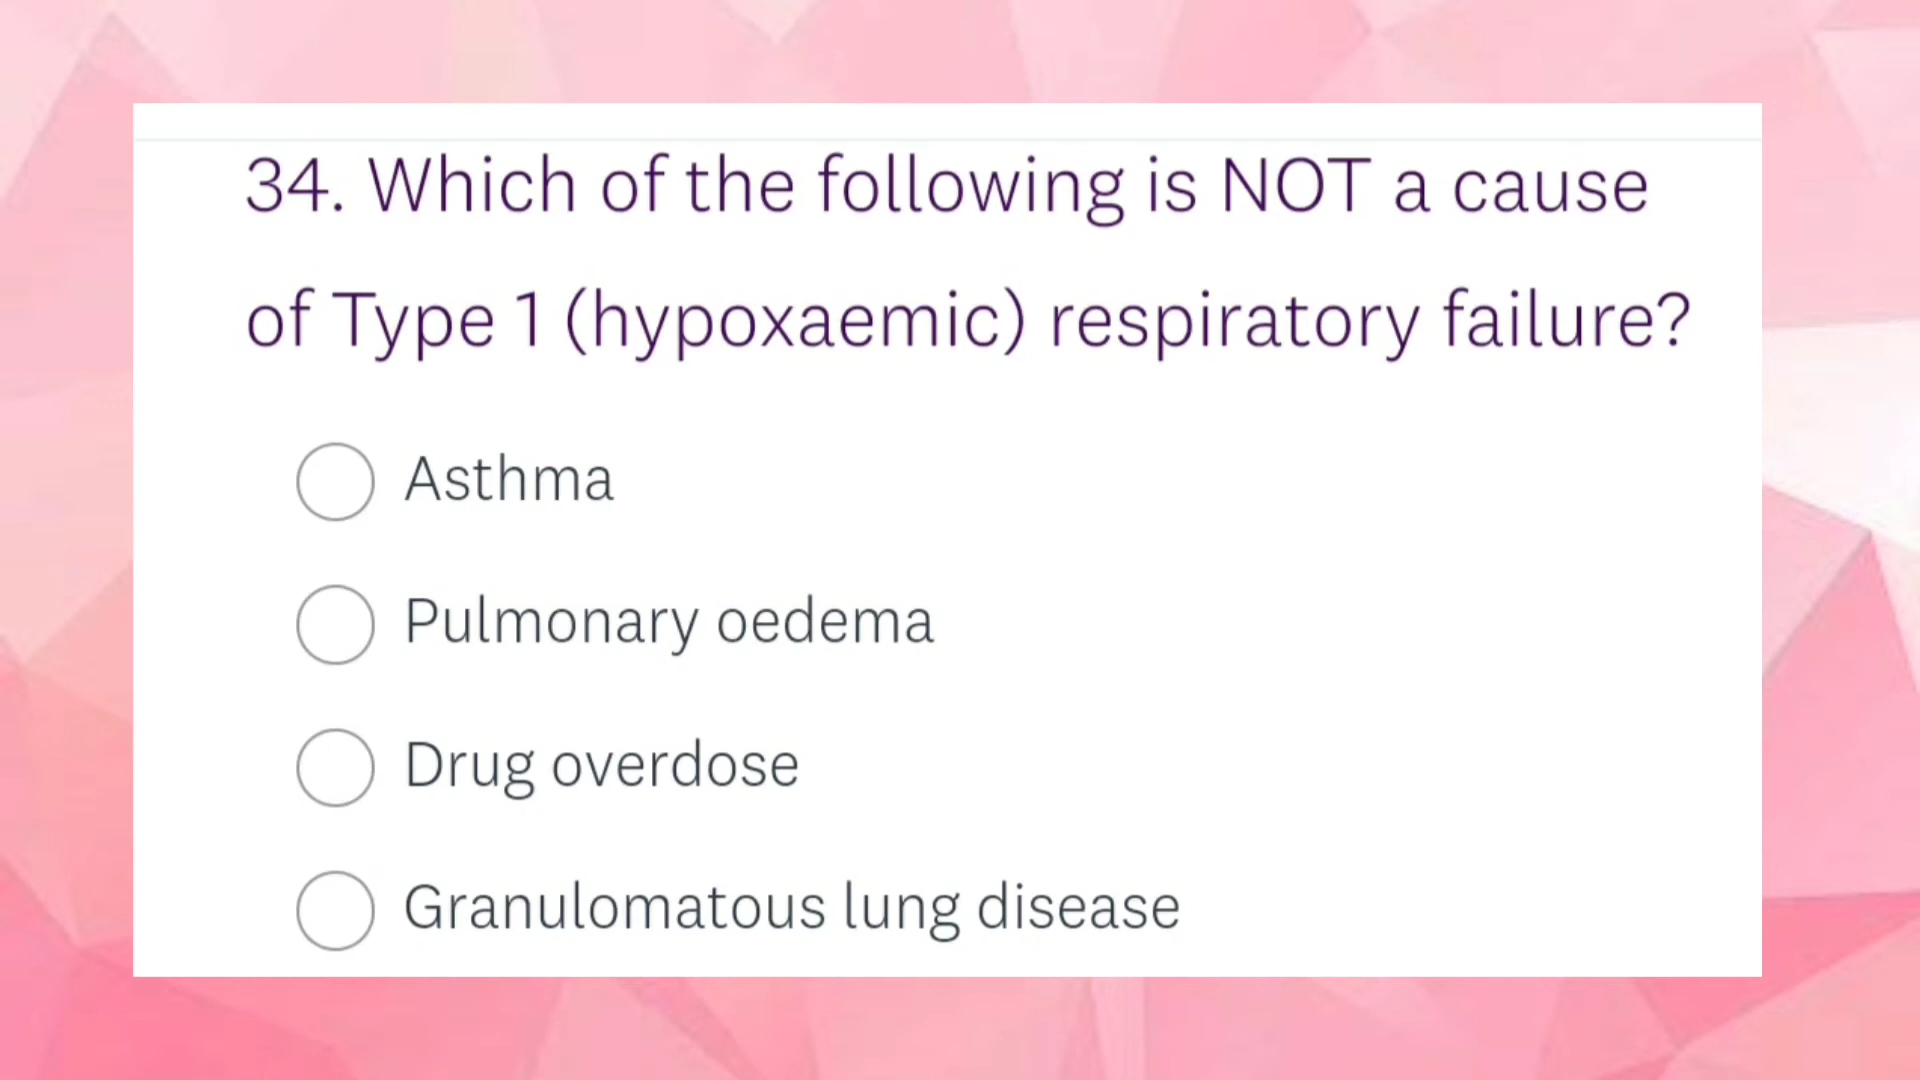 34. Which of the following is NOT a cause
of Type 1 (hypoxaemic) respiratory failure?
Asthma
Pulmonary oedema
Drug overdose
Granulomatous lung disease